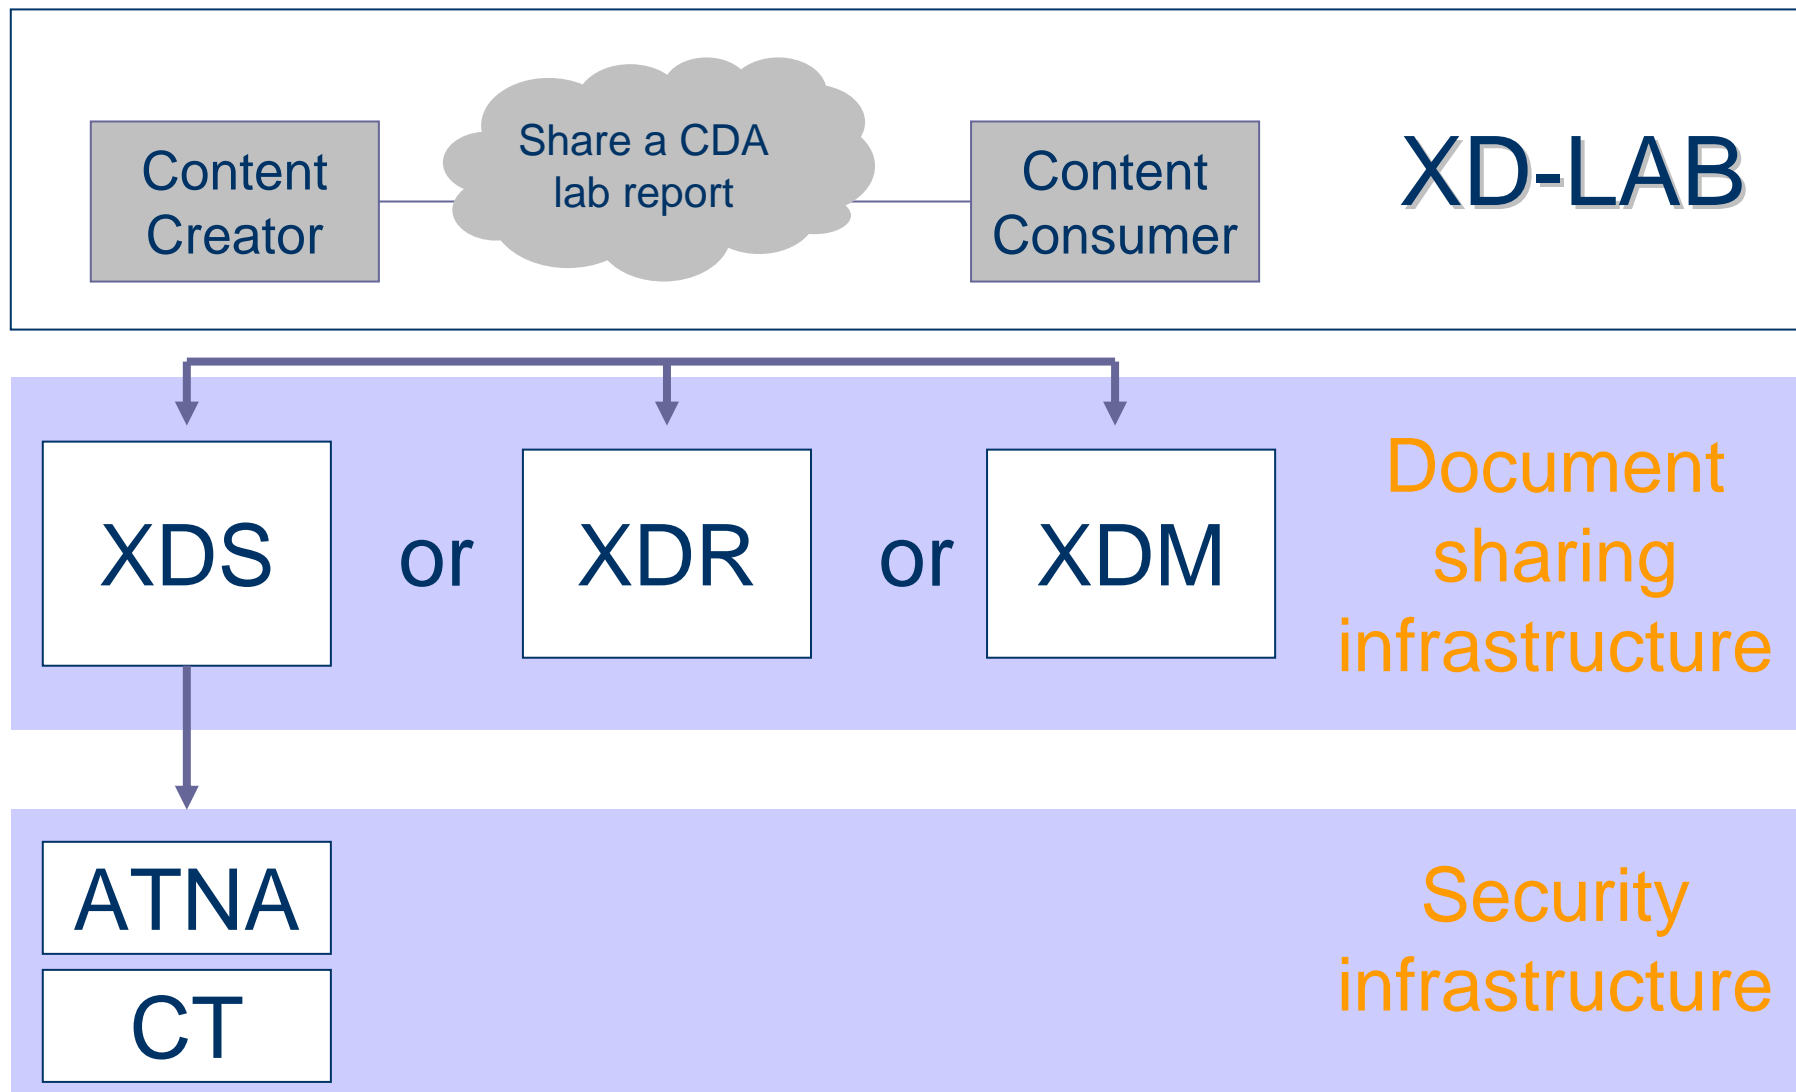 Content
Creator
Share a CDA
lab report
Content
Consumer
XD-LAB
XDS
or
XDR
or
XDM
Document
sharing
infrastructure
ATNA
CT
Security
infrastructure